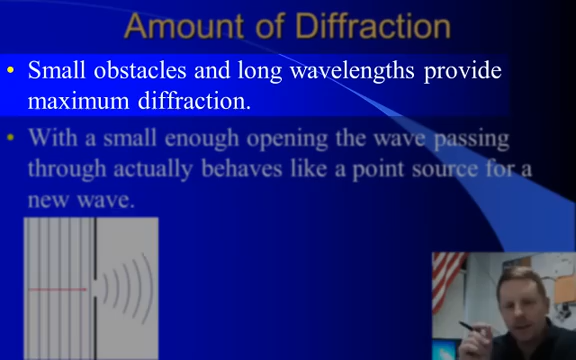 Amount of Diffraction
• Small obstacles and long wavelengths provide
maximum diffraction.
• With a small enough opening the wave passing
through actually behaves like a point source for a
new wave.